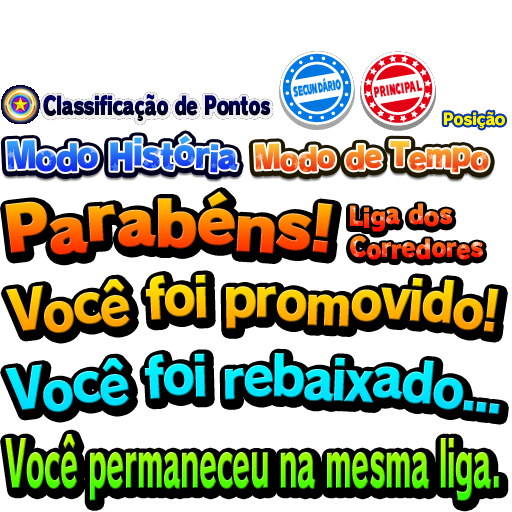 Classificação de Pontos
SECUNDÁRIO
PRINCIPAL
Posição
Modo História
Modo de Tempo
Parabéns!
Liga dos
Corredores
Você foi promovido!
Você foi rebaixado...
Você permaneceu na mesma liga.